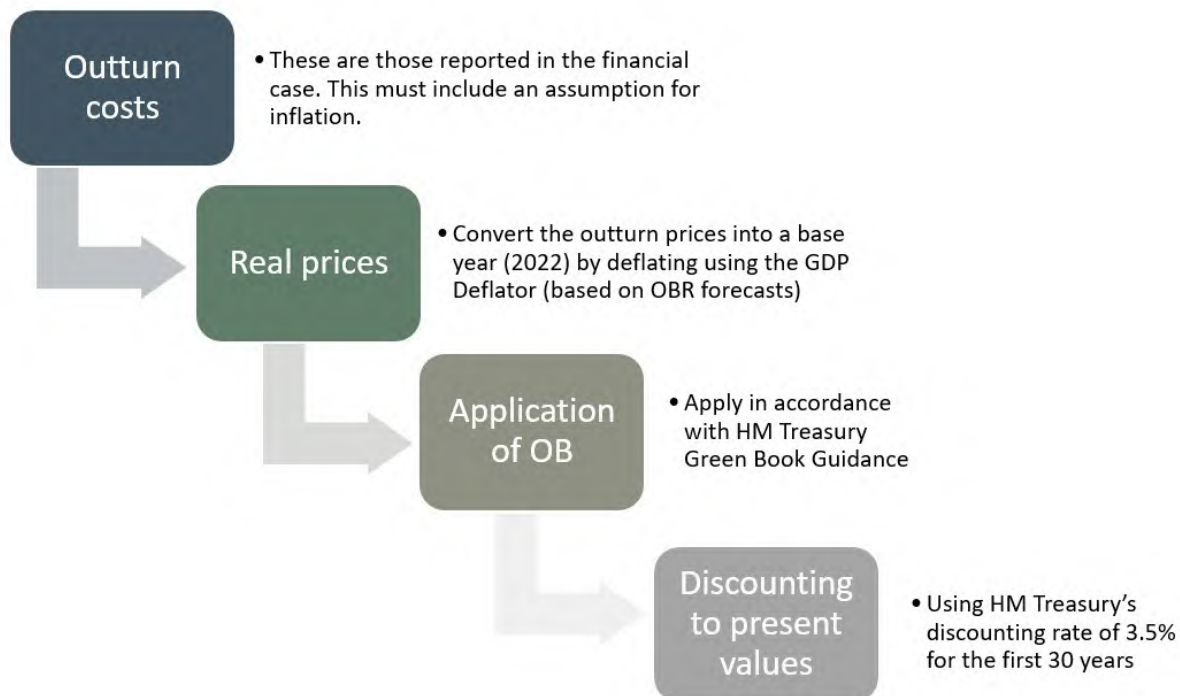 Outturn
costs
• These are those reported in the financial
case. This must include an assumption for
inflation.
Real prices
• Convert the outturn prices into a base
year (2022) by deflating using the GDP
Deflator (based on OBR forecasts)
Application
of OB
• Apply in accordance
with HM Treasury
Green Book Guidance
Discounting
to present
values
• Using HM Treasury's
discounting rate of 3.5%
for the first 30 years